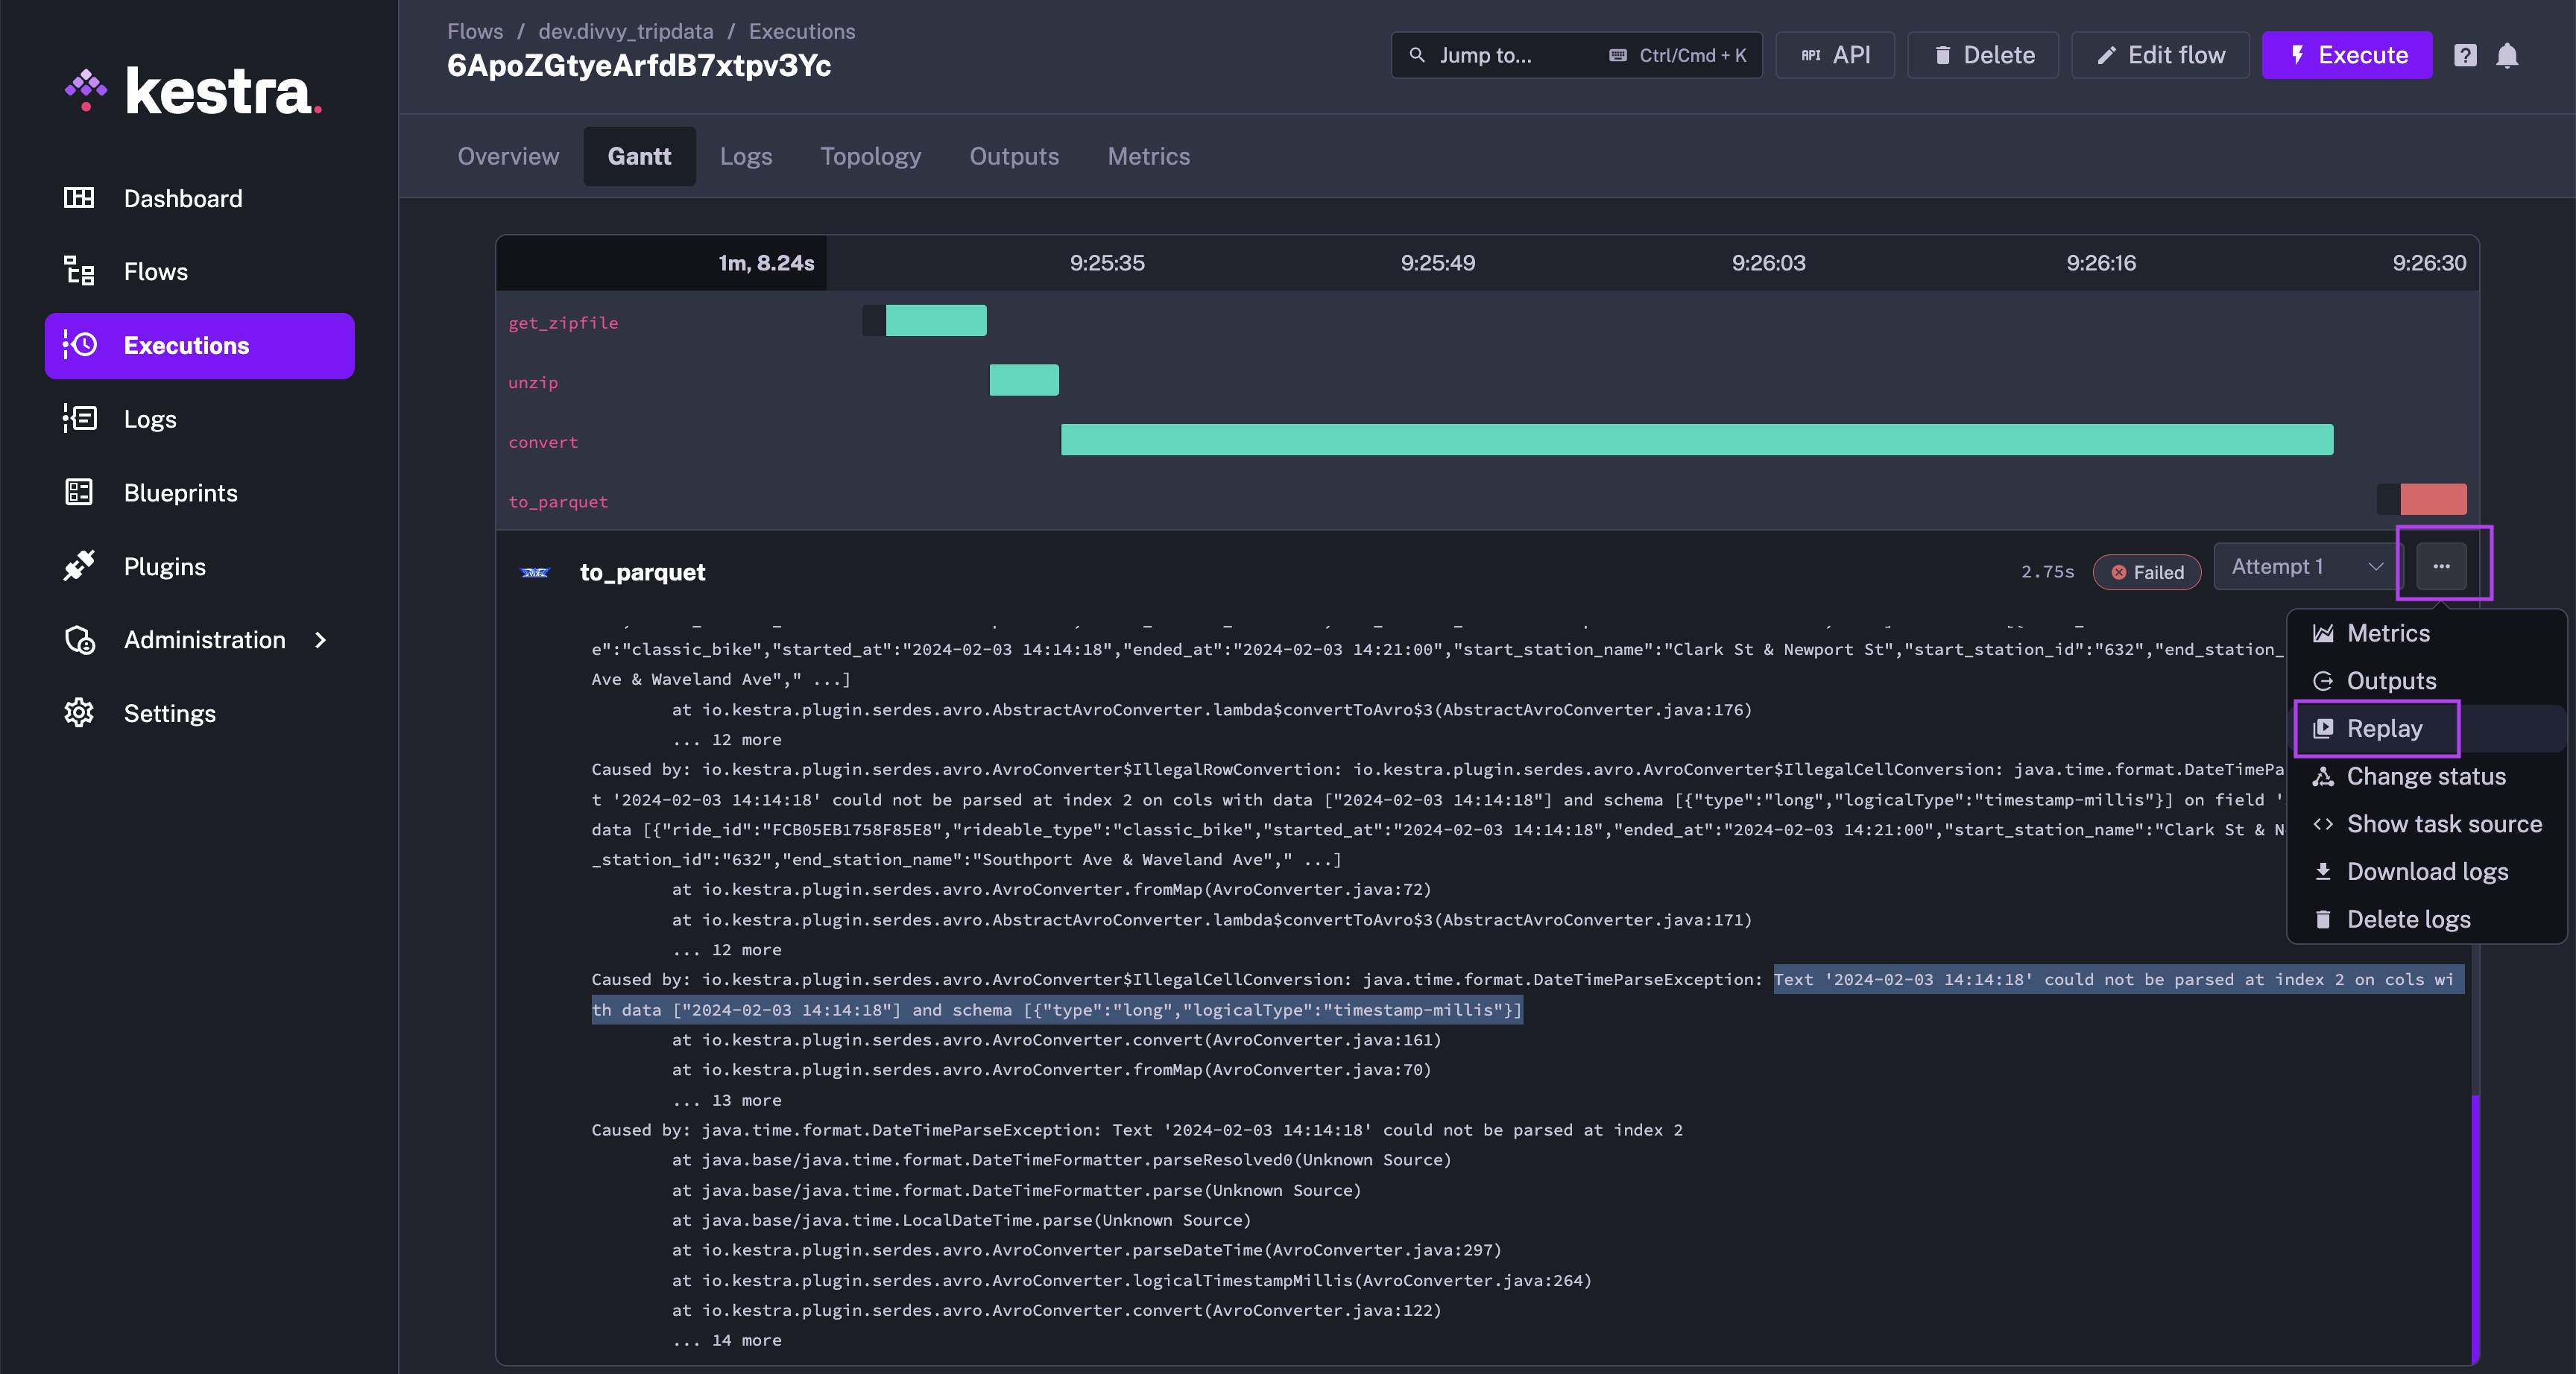 kestra.
Dashboard
Flows
Executions
Logs
Blueprints
Plugins
Administration
Settings
Flows / dev.divvy_tripdata / Executions
6ApoZGtyeArfdB7xtpv3Yc
Jump to... Ctrl/Cmd + K
API API
Delete
Edit flow
Execute
?
Overview Gantt Logs Topology Outputs Metrics
1m, 8.24s 9:25:35 9:25:49 9:26:03 9:26:16 9:26:30
get_zipfile
unzip
convert
to_parquet
to_parquet 2.75s Failed Attempt 1 ...
e":"classic_bike","started_at":"2024-02-03 14:14:18","ended_at":"2024-02-03 14:21:00","start_station_name":"Clark St & Newport St","start_station_id":"632","end_station_
Ave & Waveland Ave"," ...]
at io.kestra.plugin.serdes.avro.AbstractAvroConverter.lambda$convertToAvro$3(AbstractAvroConverter.java:176)
... 12 more
Caused by: io.kestra.plugin.serdes.avro.AvroConverter$IllegalRowConvertion: io.kestra.plugin.serdes.avro.AvroConverter$IllegalCellConversion: java.time.format.DateTimePa
t '2024-02-03 14:14:18' could not be parsed at index 2 on cols with data ["2024-02-03 14:14:18"] and schema [{"type":"long","logicalType":"timestamp-millis"}] on field '
data [{"ride_id":"FCB05EB1758F85E8","rideable_type":"classic_bike","started_at":"2024-02-03 14:14:18","ended_at":"2024-02-03 14:21:00","start_station_name":"Clark St & N
_station_id":"632","end_station_name":"Southport Ave & Waveland Ave"," ...]
at io.kestra.plugin.serdes.avro.AvroConverter.fromMap(AvroConverter.java:72)
at io.kestra.plugin.serdes.avro.AbstractAvroConverter.lambda$convertToAvro$3(AbstractAvroConverter.java:171)
... 12 more
Caused by: io.kestra.plugin.serdes.avro.AvroConverter$IllegalCellConversion: java.time.format.DateTimeParseException: Text '2024-02-03 14:14:18' could not be parsed at index 2 on cols wi
th data ["2024-02-03 14:14:18"] and schema [{"type":"long","logicalType":"timestamp-millis"}]
at io.kestra.plugin.serdes.avro.AvroConverter.convert(AvroConverter.java:161)
at io.kestra.plugin.serdes.avro.AvroConverter.fromMap(AvroConverter.java:70)
... 13 more
Caused by: java.time.format.DateTimeParseException: Text '2024-02-03 14:14:18' could not be parsed at index 2
at java.base/java.time.format.DateTimeFormatter.parseResolved0(Unknown Source)
at java.base/java.time.format.DateTimeFormatter.parse(Unknown Source)
at java.base/java.time.LocalDateTime.parse(Unknown Source)
at io.kestra.plugin.serdes.avro.AvroConverter.parseDateTime(AvroConverter.java:297)
at io.kestra.plugin.serdes.avro.AvroConverter.logicalTimestampMillis(AvroConverter.java:264)
at io.kestra.plugin.serdes.avro.AvroConverter.convert(AvroConverter.java:122)
... 14 more
Metrics
Outputs
Replay
Change status
Show task source
Download logs
Delete logs